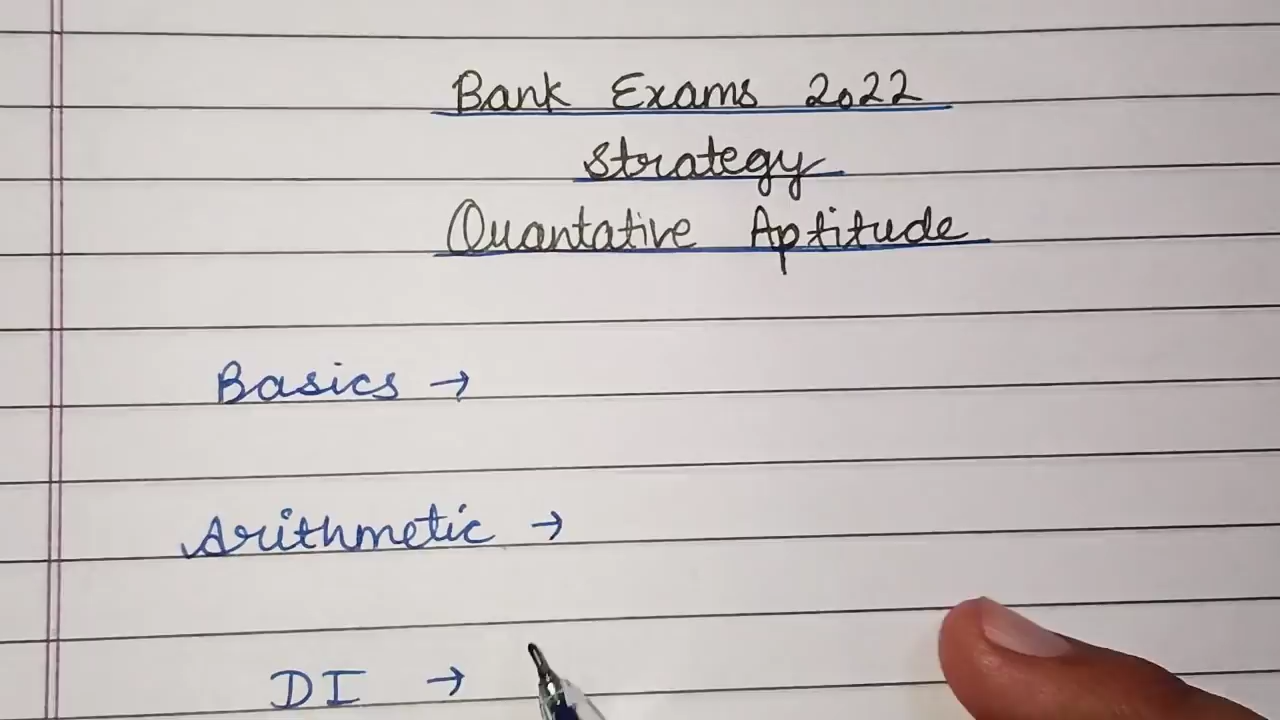 Bank Exams 2022
Strategy
Quantative Aptitude
Basics →
Arithmetic →
DI →